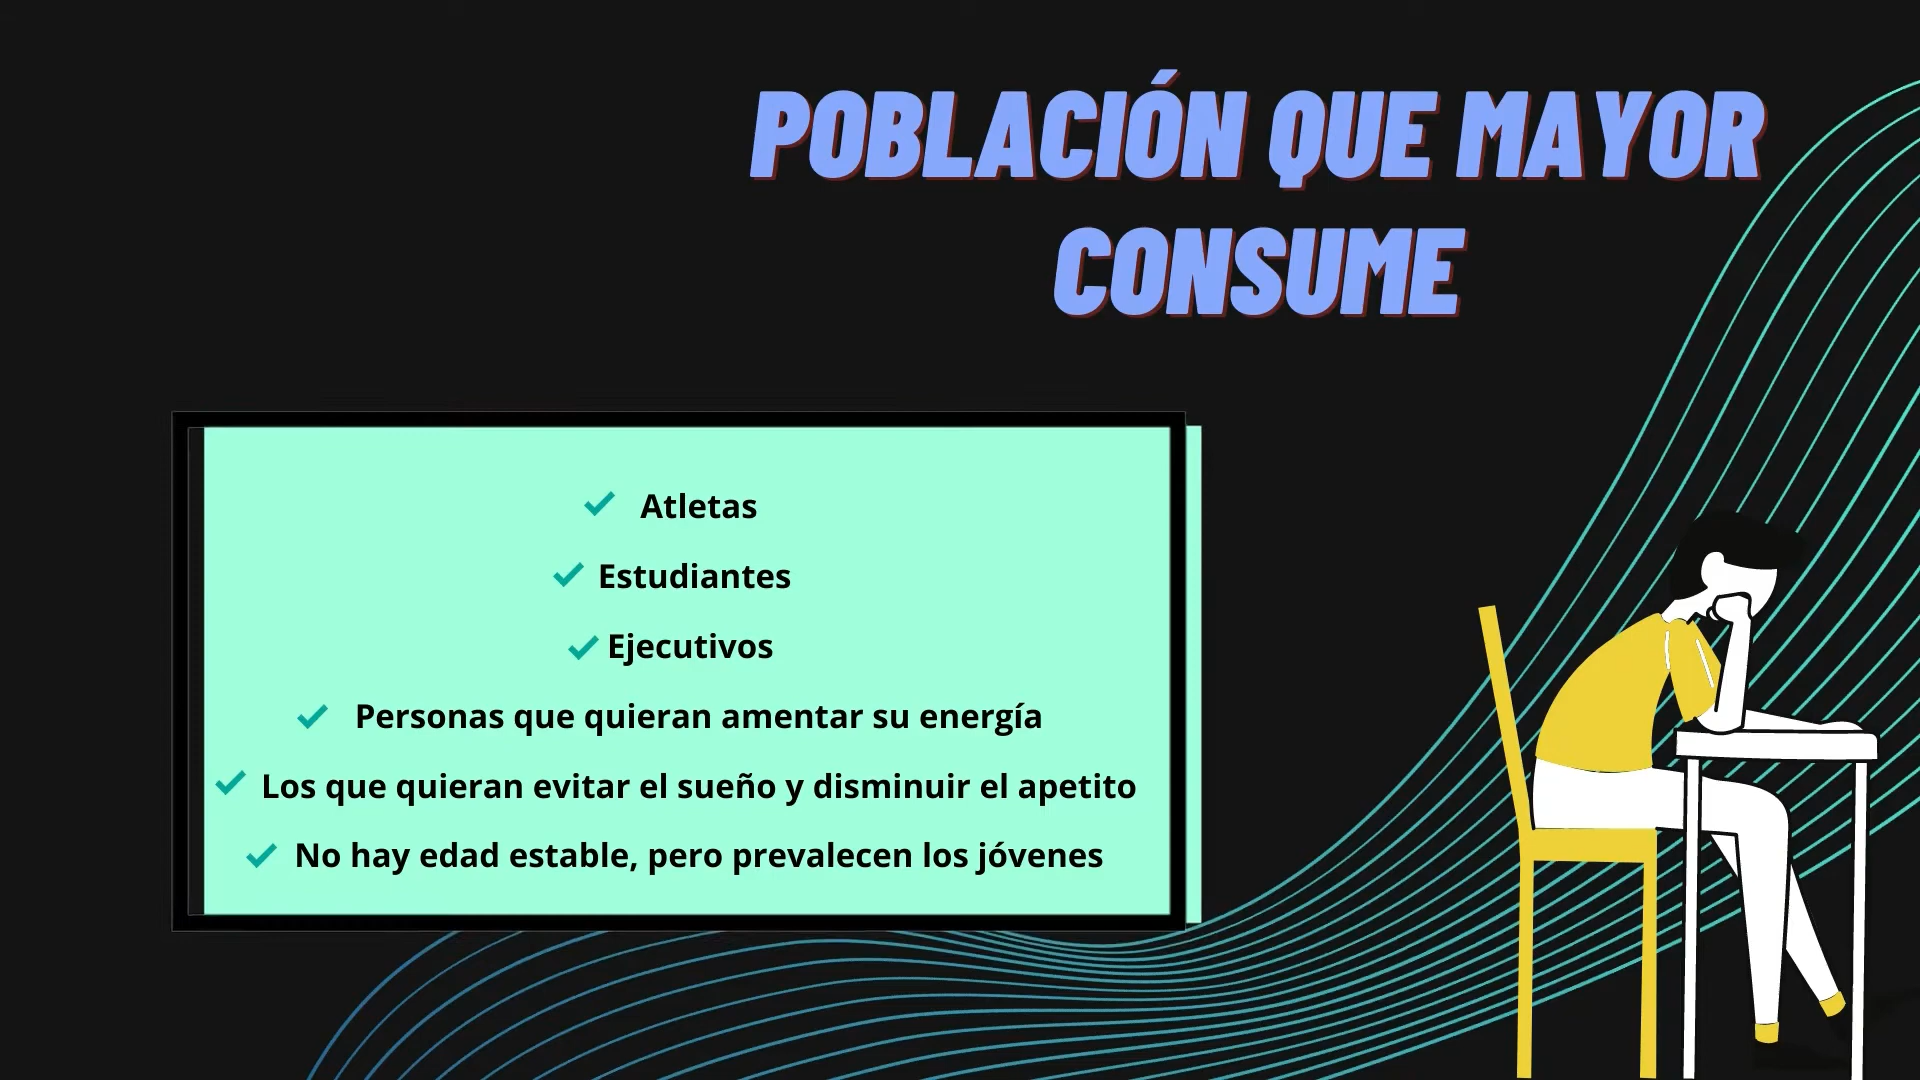 POBLACIÓN QUE MAYOR
CONSUME
Atletas
Estudiantes
Ejecutivos
Personas que quieran amentar su energía
Los que quieran evitar el sueño y disminuir el apetito
No hay edad estable, pero prevalecen los jóvenes